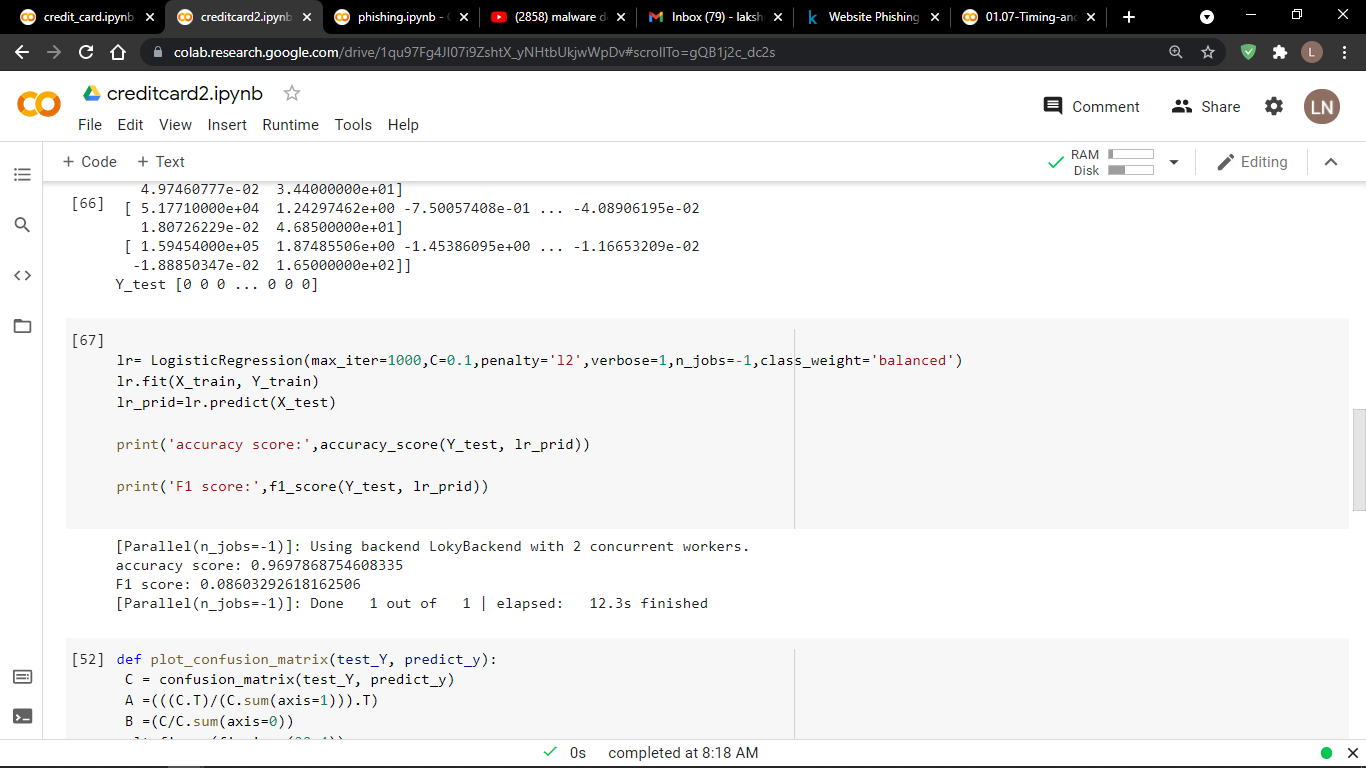 credit_card.ipynb
creditcard2.ipynb
phishing.ipynb -
(2858) malware d
Inbox (79) - laksh
Website Phishing
01.07-Timing-and
colab.research.google.com/drive/1qu97Fg4Jl07i9ZshtX_yNHtbUkjwWpDv#scrollTo=gQB1j2c_dc2s
L
creditcard2.ipynb
Comment
Share
LN
File Edit View Insert Runtime Tools Help
+ Code + Text
RAM
Disk
Editing
4.97460777e-02 3.44000000e+01]
[66] [ 5.17710000e+04 1.24297462e+00 -7.50057408e-01 ... -4.08906195e-02
1.80726229e-02 4.68500000e+01]
[ 1.59454000e+05 1.87485506e+00 -1.45386095e+00 ... -1.16653209e-02
-1.88850347e-02 1.65000000e+02]]
Y_test [0 0 0 ... 0 0 0]
[67]
lr= LogisticRegression(max_iter=1000,C=0.1,penalty='l2',verbose=1,n_jobs=-1,class_weight='balanced')
lr.fit(X_train, Y_train)
lr_prid=lr.predict(X_test)
print('accuracy score:',accuracy_score(Y_test, lr_prid))
print('F1 score:',f1_score(Y_test, lr_prid))
[Parallel(n_jobs=-1)]: Using backend LokyBackend with 2 concurrent workers.
accuracy score: 0.9697868754608335
F1 score: 0.08603292618162506
[Parallel(n_jobs=-1)]: Done 1 out of 1 | elapsed: 12.3s finished
[52] def plot_confusion_matrix(test_Y, predict_y):
C = confusion_matrix(test_Y, predict_y)
A =(((C.T)/(C.sum(axis=1))).T)
B =(C/C.sum(axis=0))
0s completed at 8:18 AM